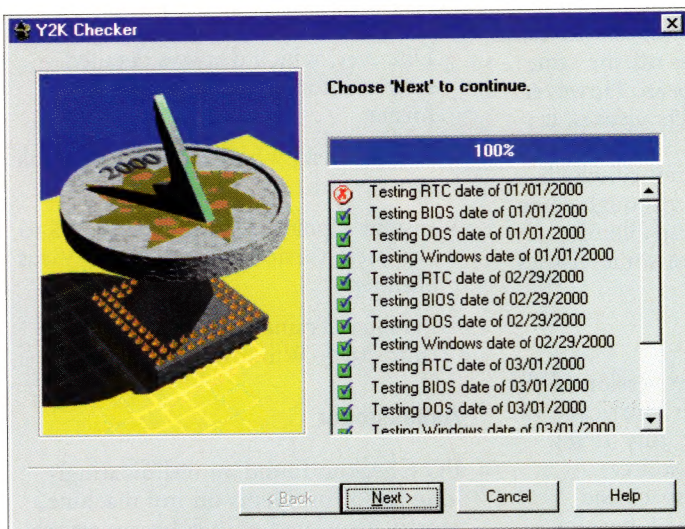 Y2K Checker
2000
Choose 'Next' to continue.
100%
Testing RTC date of 01/01/2000
Testing BIOS date of 01/01/2000
Testing DOS date of 01/01/2000
Testing Windows date of 01/01/2000
Testing RTC date of 02/29/2000
Testing BIOS date of 02/29/2000
Testing DOS date of 02/29/2000
Testing Windows date of 02/29/2000
Testing RTC date of 03/01/2000
Testing BIOS date of 03/01/2000
Testing DOS date of 03/01/2000
Testing Windows date of 03/01/2000
< Back
Next >
Cancel
Help